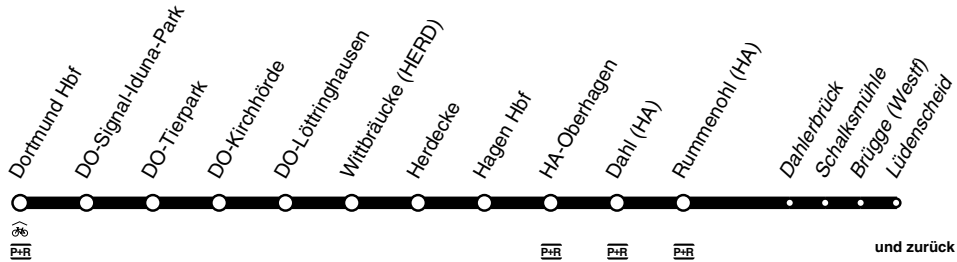 Dortmund Hbf
DO-Signal-Iduna-Park
DO-Tierpark
DO-Kirchhörde
DO-Löttringhausen
Wittbräucke (HERD)
Herdecke
Hagen Hbf
HA-Oberhagen
Dahl (HA)
Rummenohl (HA)
Dahlerbrück
Schalksmühle
Brügge (Westf)
Lüdenscheid
P+R
P+R
P+R
P+R
und zurück